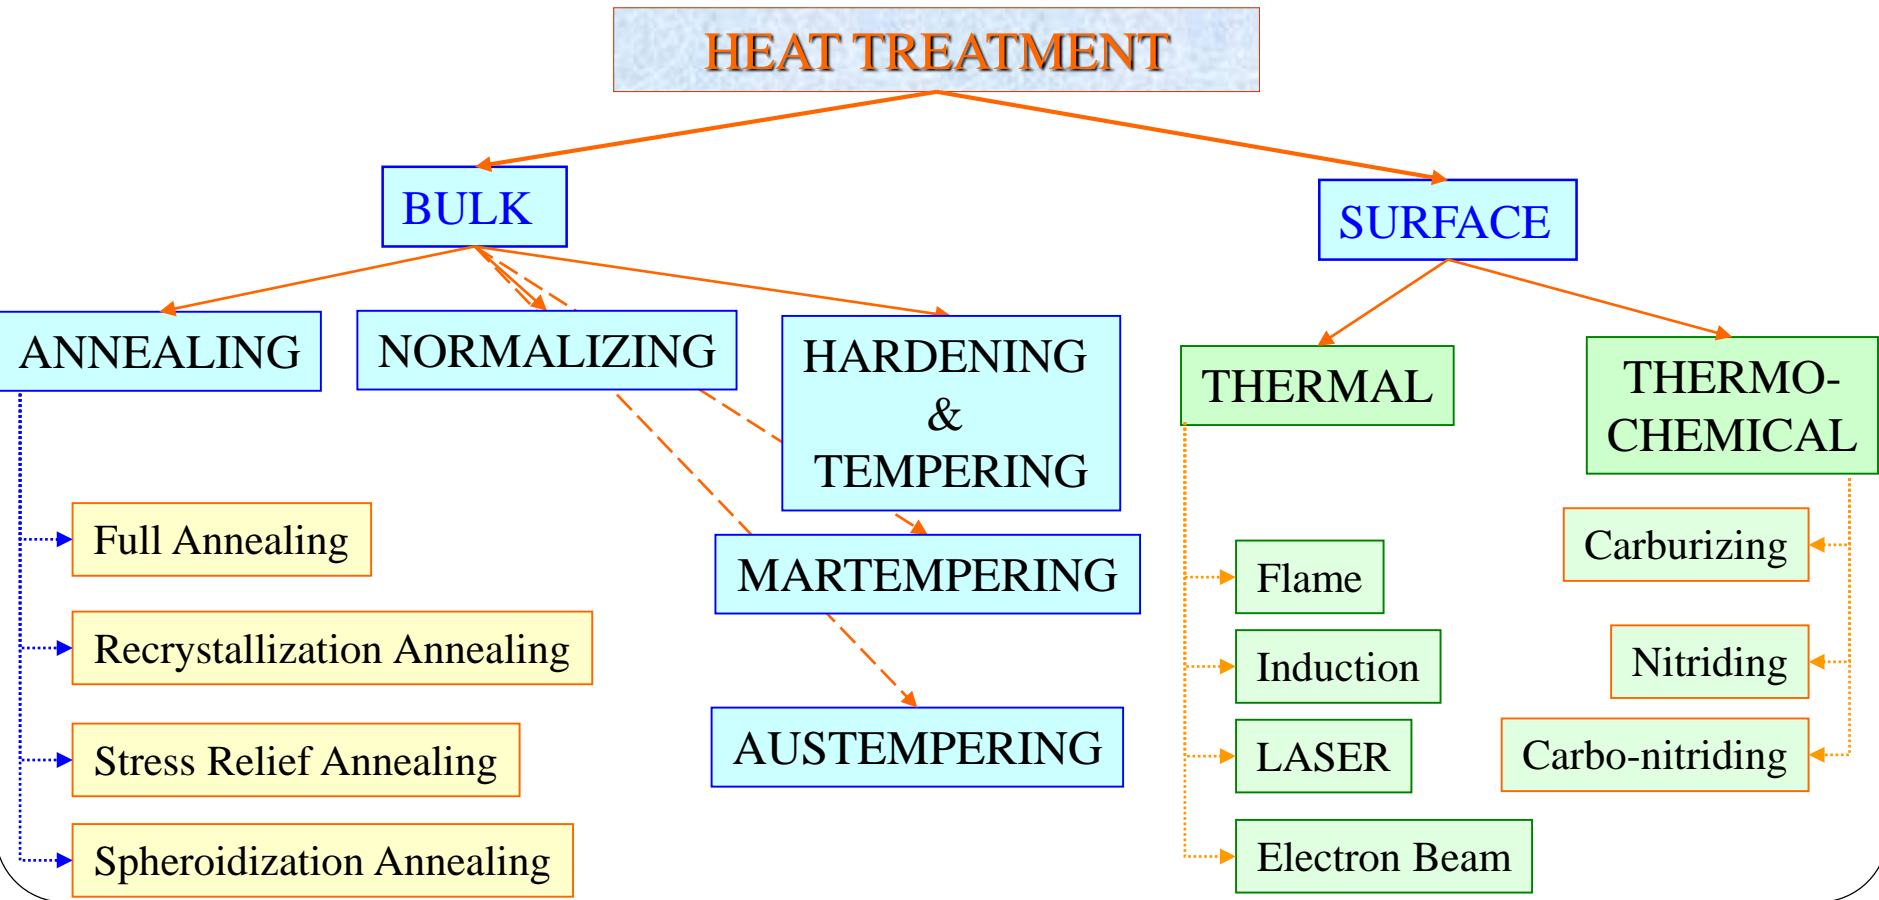 HEAT TREATMENT
BULK
SURFACE
ANNEALING
NORMALIZING
HARDENING
&
TEMPERING
THERMAL
THERMO-
CHEMICAL
Full Annealing
Recrystallization Annealing
Stress Relief Annealing
Spheroidization Annealing
MARTEMPERING
AUSTEMPERING
Flame
Induction
LASER
Electron Beam
Carburizing
Nitriding
Carbo-nitriding